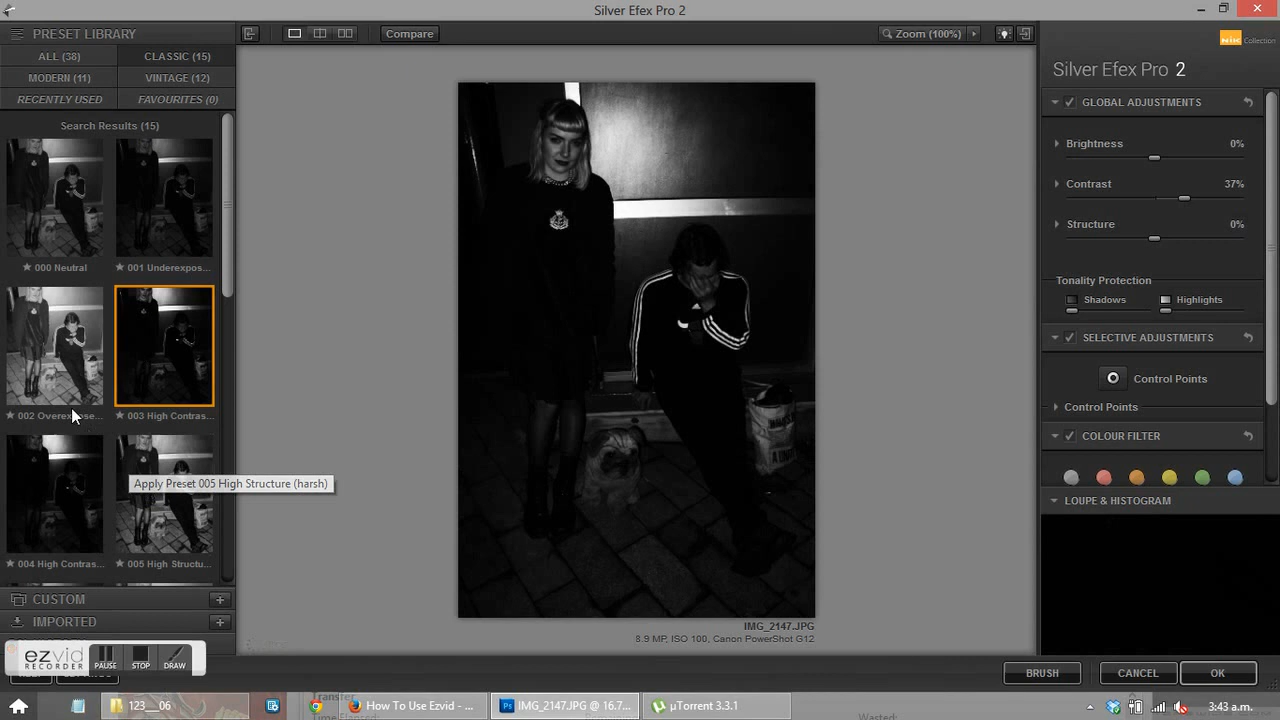 Silver Efex Pro 2
PRESET LIBRARY
ALL (38)
CLASSIC (15)
MODERN (11)
VINTAGE (12)
RECENTLY USED
FAVOURITES (0)
Search Results (15)
000 Neutral
001 Underexpos...
002 Overexpose...
003 High Contras...
004 High Contras...
005 High Structu...
Apply Preset 005 High Structure (harsh)
CUSTOM
IMPORTED
ezvid
RECORDER
PAUSE
STOP
DRAW
Compare
Zoom (100%)
IMG_2147.JPG
8.9 MP, ISO 100, Canon PowerShot G12
Nik Collection
Silver Efex Pro 2
GLOBAL ADJUSTMENTS
Brightness 0%
Contrast 37%
Structure 0%
Tonality Protection
Shadows
Highlights
SELECTIVE ADJUSTMENTS
Control Points
Control Points
COLOUR FILTER
LOUPE & HISTOGRAM
BRUSH
CANCEL
OK
123__06
How To Use Ezvid - ...
IMG_2147.JPG @ 16.7...
µTorrent 3.3.1
3:43 a.m.
Transfer